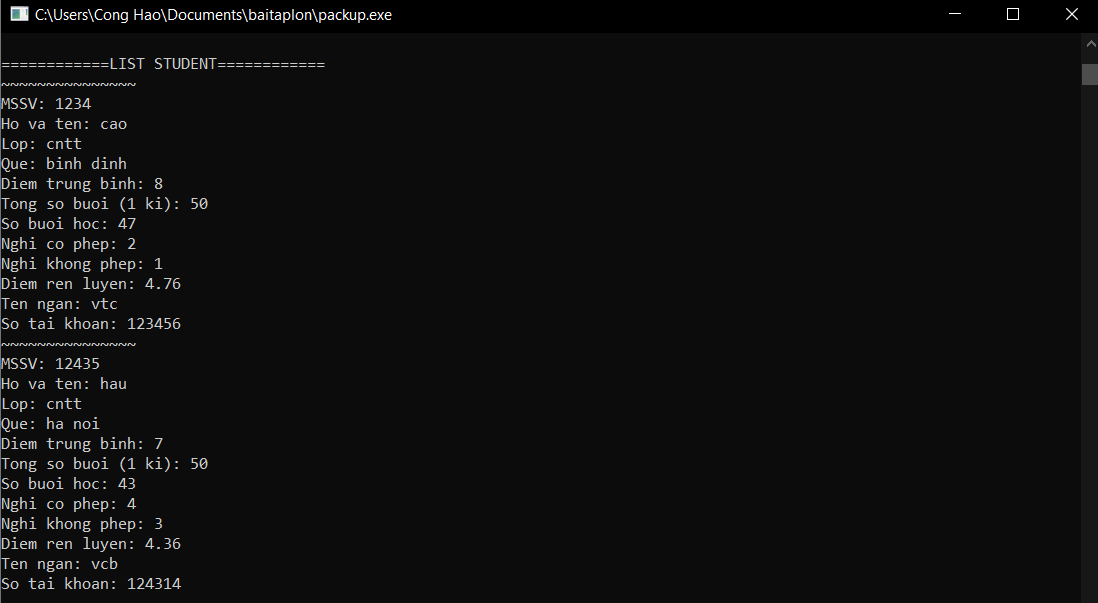 C:\Users\Cong Hao\Documents\baitaplon\packup.exe
============LIST STUDENT============
~~~~~~~~~~~~~~~
MSSV: 1234
Ho va ten: cao
Lop: cntt
Que: binh dinh
Diem trung binh: 8
Tong so buoi (1 ki): 50
So buoi hoc: 47
Nghi co phep: 2
Nghi khong phep: 1
Diem ren luyen: 4.76
Ten ngan: vtc
So tai khoan: 123456
~~~~~~~~~~~~~~~
MSSV: 12435
Ho va ten: hau
Lop: cntt
Que: ha noi
Diem trung binh: 7
Tong so buoi (1 ki): 50
So buoi hoc: 43
Nghi co phep: 4
Nghi khong phep: 3
Diem ren luyen: 4.36
Ten ngan: vcb
So tai khoan: 124314